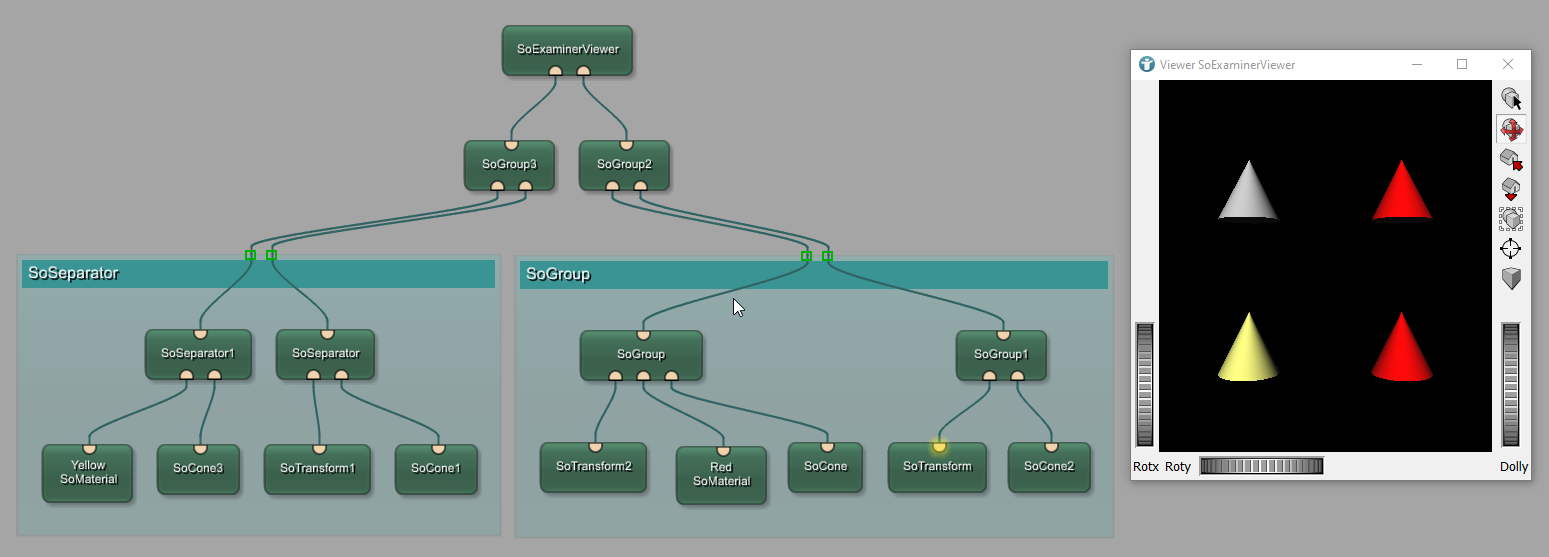 SoExaminerViewer
SoGroup3
SoGroup2
SoSeparator
SoSeparator1
SoSeparator
Yellow
SoMaterial
SoCone3
SoTransform1
SoCone1
SoGroup
SoGroup
SoGroup1
SoTransform2
Red
SoMaterial
SoCone
SoTransform
SoCone2
Viewer SoExaminerViewer
Rotx Roty
Dolly